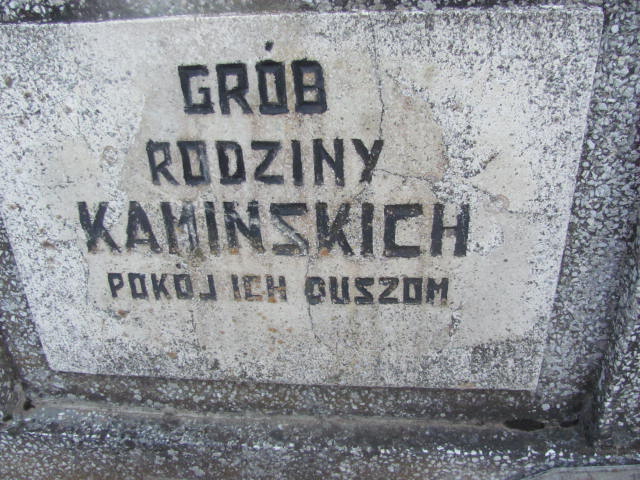 GRÓB
RODZINY
KAMINSKICH
POKÓJ ICH DUSZOM